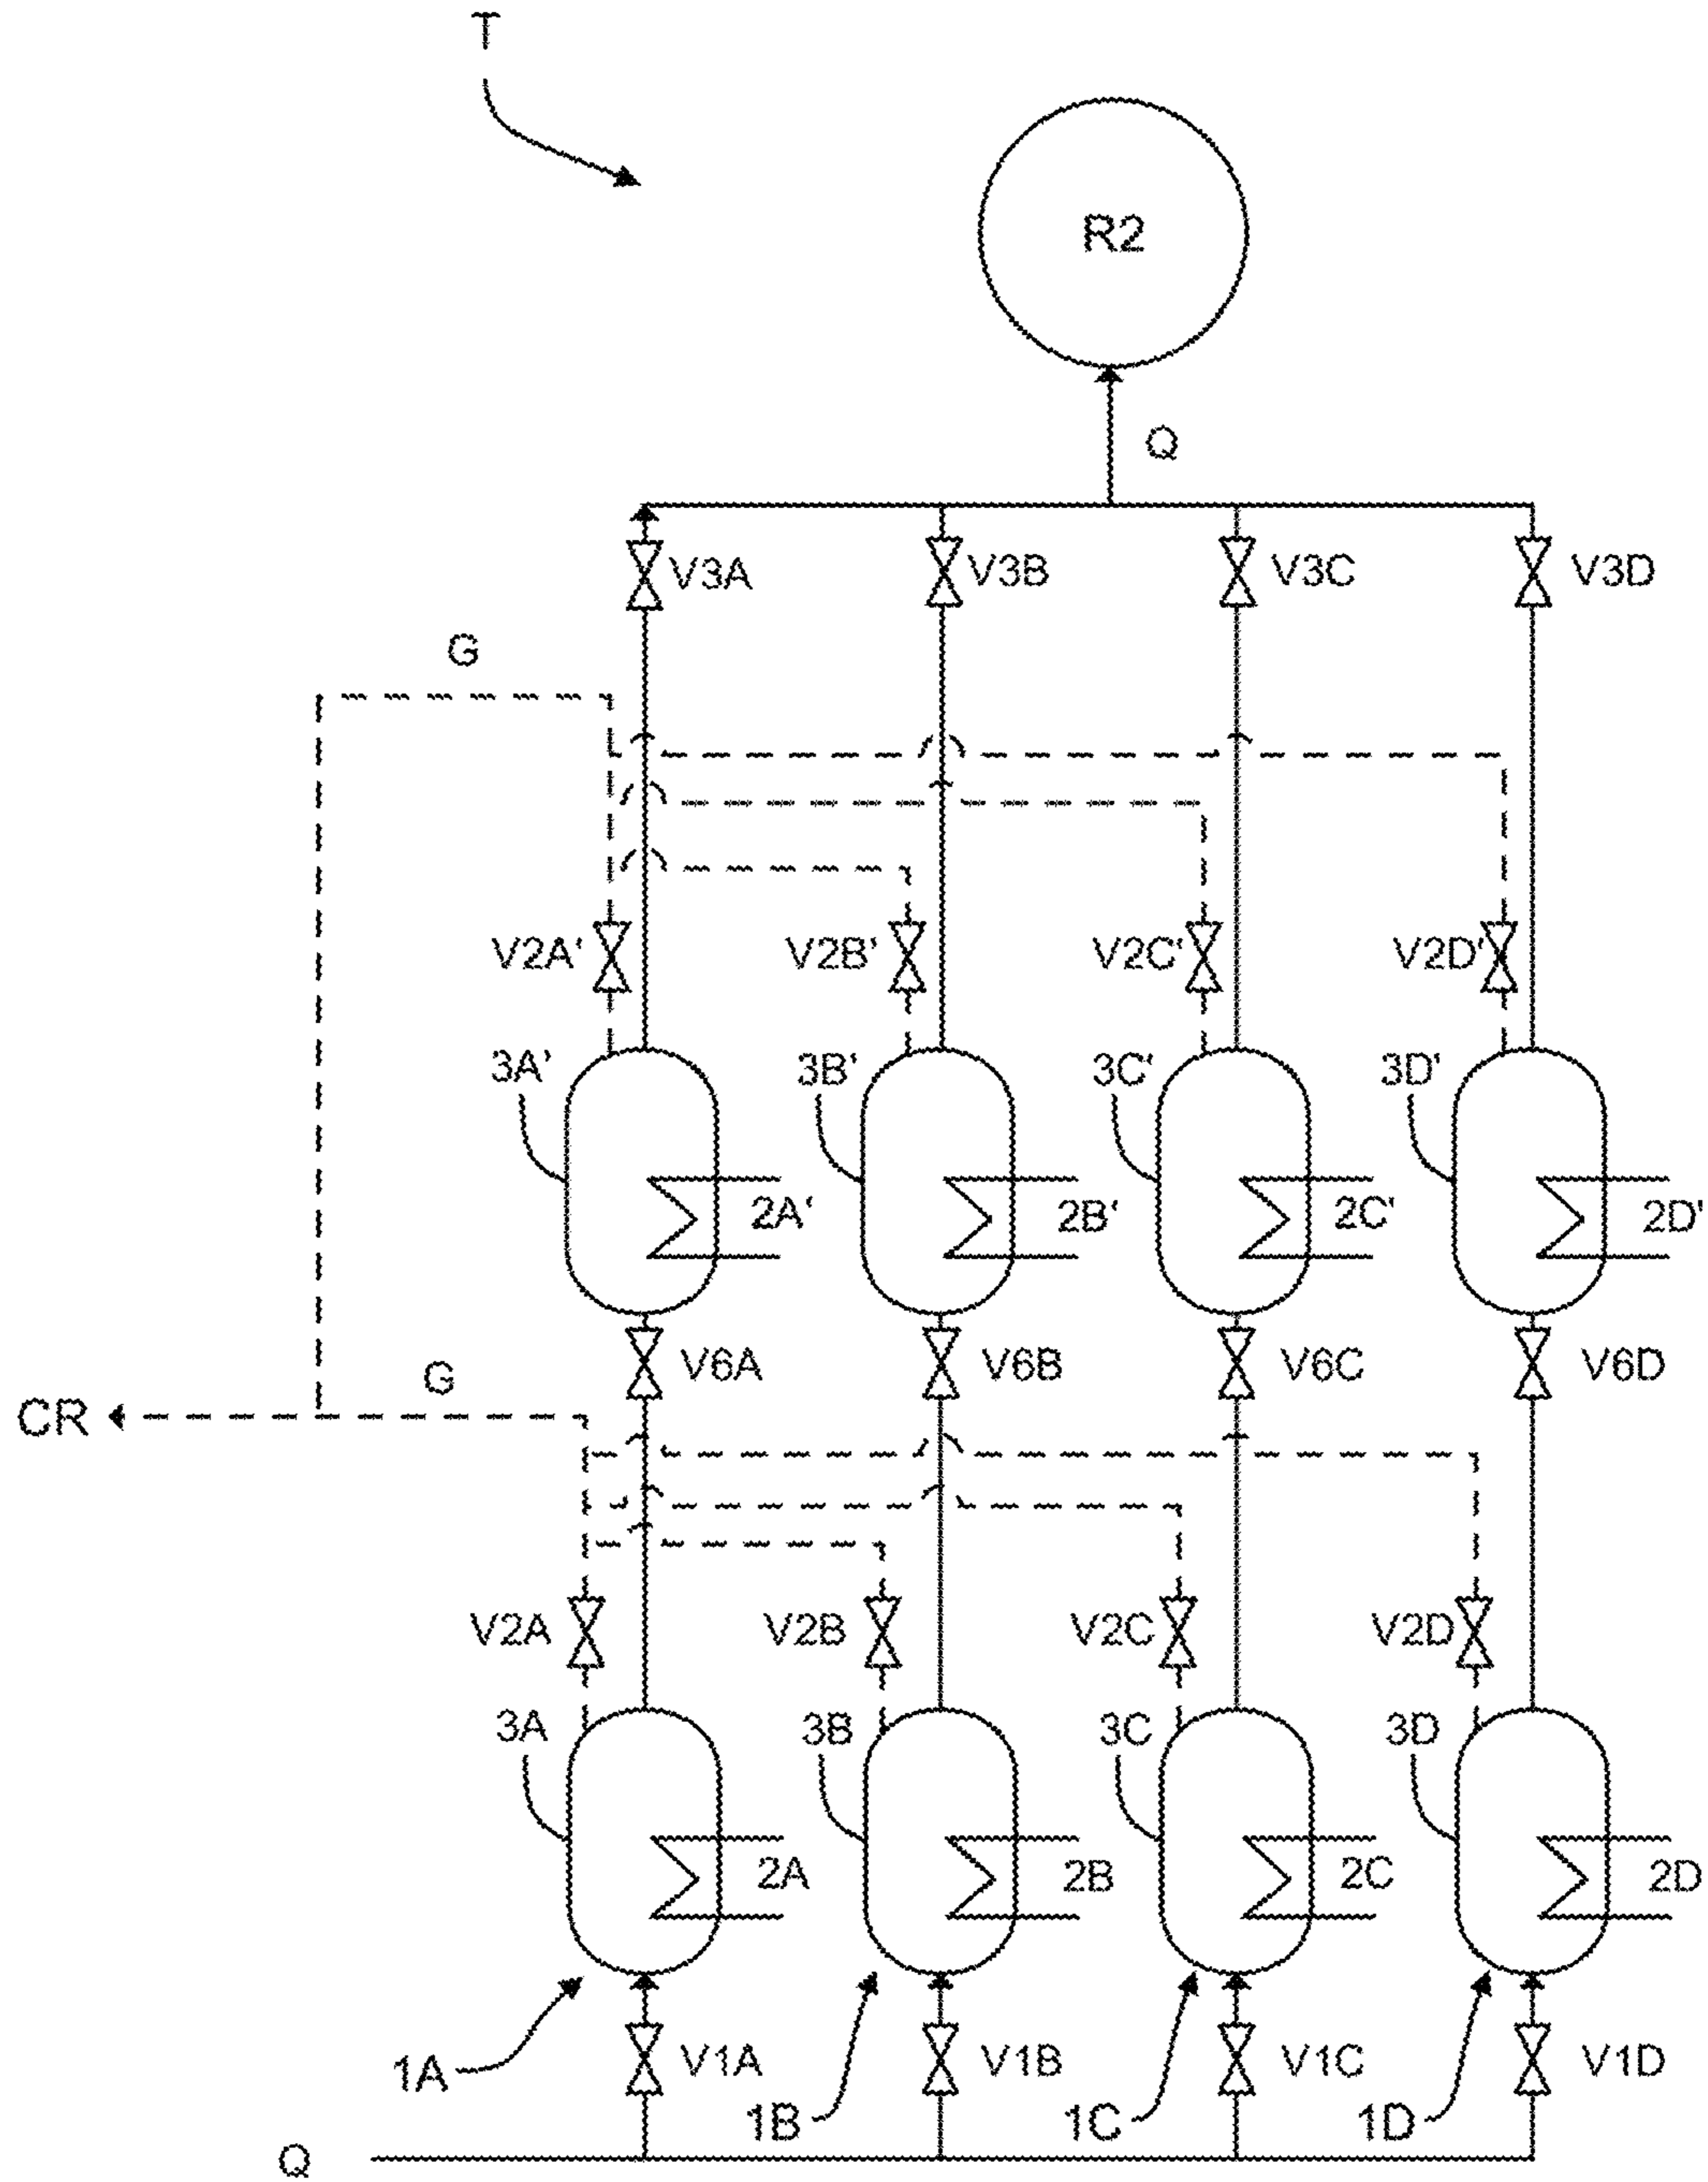 T
R2
Q
V3A V3B V3C V3D
G
V2A' V2B' V2C' V2D'
3A' 3B' 3C' 3D'
2A' 2B' 2C' 2D'
V6A V6B V6C V6D
G
CR
V2A V2B V2C V2D
3A 3B 3C 3D
2A 2B 2C 2D
V1A V1B V1C V1D
1A
1B 1C 1D
Q